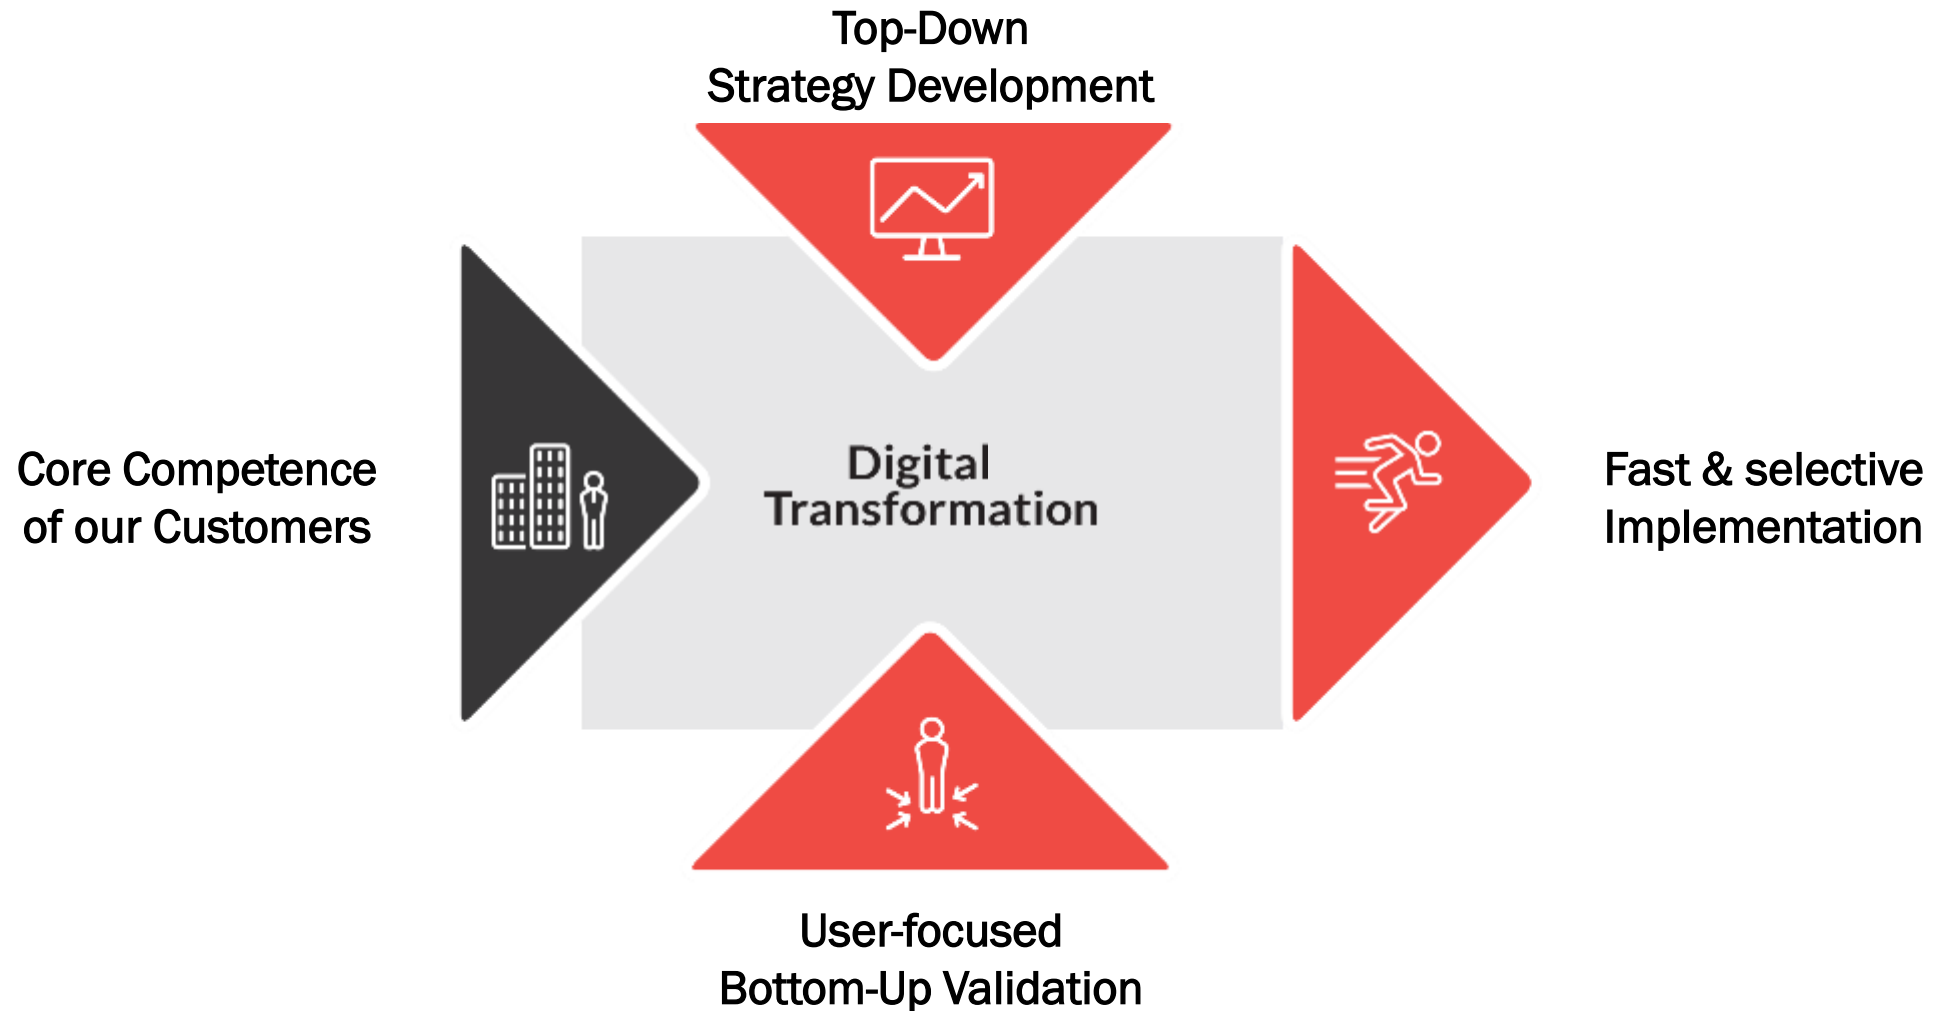 Top-Down
Strategy Development
Core Competence
of our Customers
Digital
Transformation
Fast & selective
Implementation
User-focused
Bottom-Up Validation